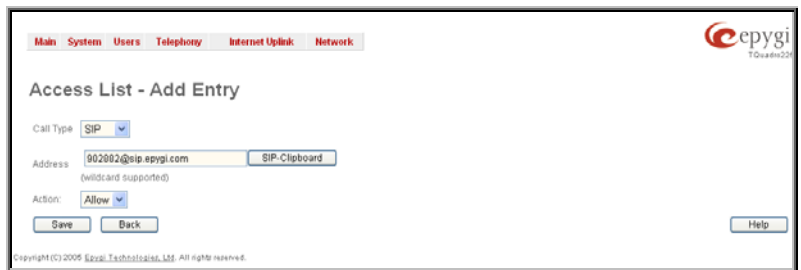 Main System Users Telephony Internet Uplink Network
epygi
Access List - Add Entry
Call Type SIP
Address 902882@sip.epygi.com SIP-Clipboard
(wildcard supported)
Action: Allow
Save Back Help
Copyright (C) 2006 Epygi Technologies, Ltd. All rights reserved.